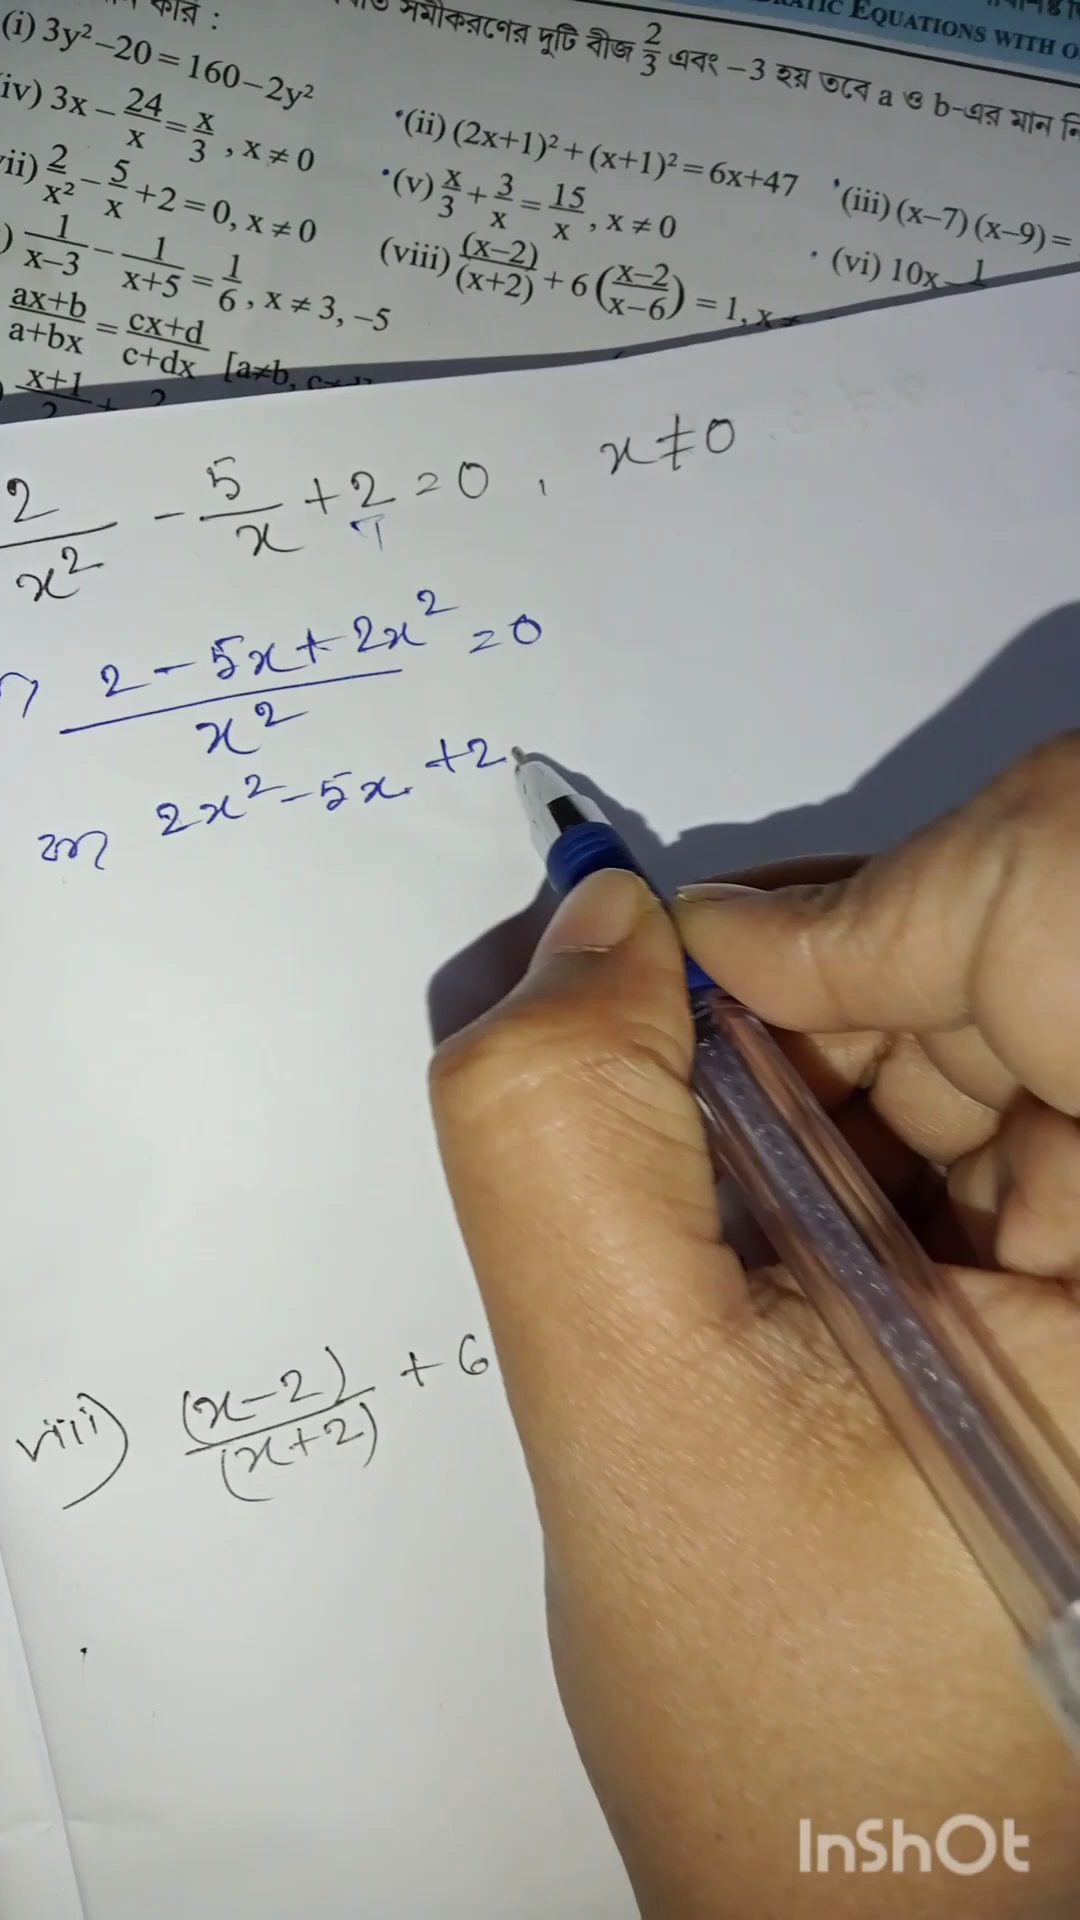 করি :
সমীকরণের দুটি বীজ 2/3 এবং –3 হয় তবে a ও b-এর মান
EQUATIONS WITH O
(i) 3y²–20 = 160–2y²
(ii) (2x+1)²+(x+1)² = 6x+47
(iii) (x–7) (x–9) =
iv) 3x – 24/x = x/3 , x ≠ 0
(v) x/3 + 3/x = 15/x , x ≠ 0
(vi) 10x – 1
ii) 2/x² – 5/x + 2 = 0, x ≠ 0
(viii) (x–2)/(x+2) + 6 (x–2/x–6) = 1, x
) 1/x–3 – 1/x+5 = 1/6 , x ≠ 3, –5
ax+b/a+bx = cx+d/c+dx [a≠b,
x+1
2/x² - 5/x + 2 = 0 , x ≠ 0
2 - 5x + 2x² / x² = 0
বা 2x² - 5x + 2
viii) (x-2)/(x+2) + 6
InShOt